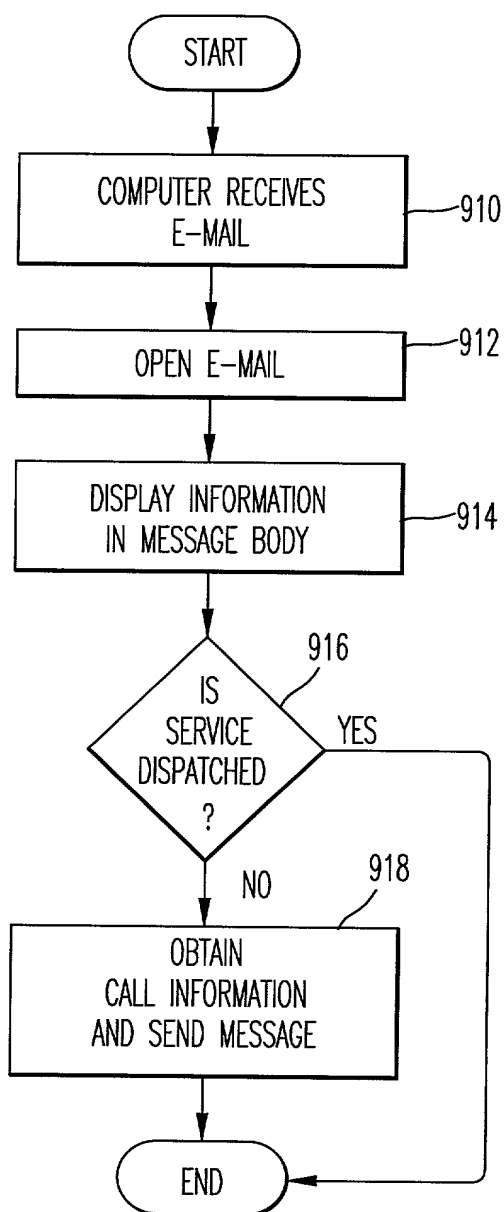 START
COMPUTER RECEIVES
E-MAIL
910
OPEN E-MAIL
912
DISPLAY INFORMATION
IN MESSAGE BODY
914
916
IS
SERVICE
DISPATCHED
?
YES
NO
918
OBTAIN
CALL INFORMATION
AND SEND MESSAGE
END